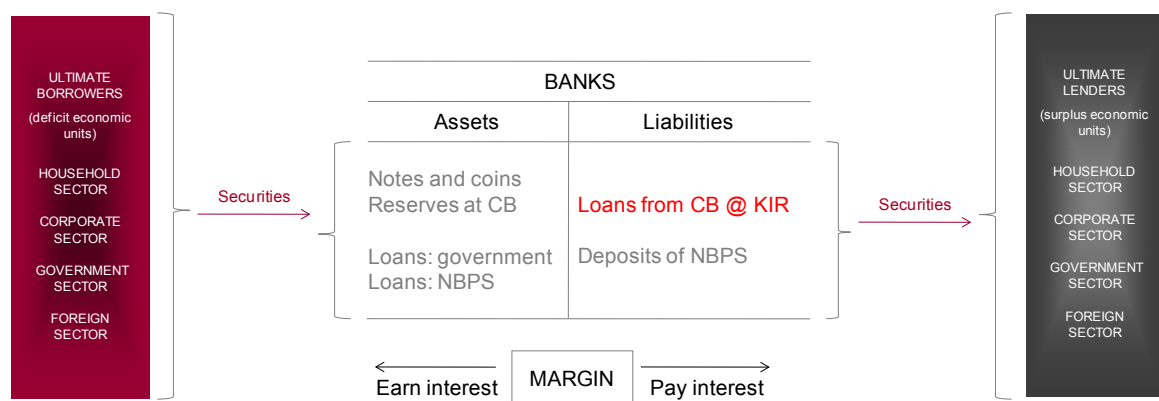 ULTIMATE
BORROWERS
(deficit economic
units)
HOUSEHOLD
SECTOR
CORPORATE
SECTOR
GOVERNMENT
SECTOR
FOREIGN
SECTOR
Securities
BANKS
Assets
Liabilities
Notes and coins
Reserves at CB
Loans from CB @ KIR
Loans: government
Deposits of NBPS
Loans: NBPS
Earn interest
MARGIN
Pay interest
Securities
ULTIMATE
LENDERS
(surplus economic
units)
HOUSEHOLD
SECTOR
CORPORATE
SECTOR
GOVERNMENT
SECTOR
FOREIGN
SECTOR